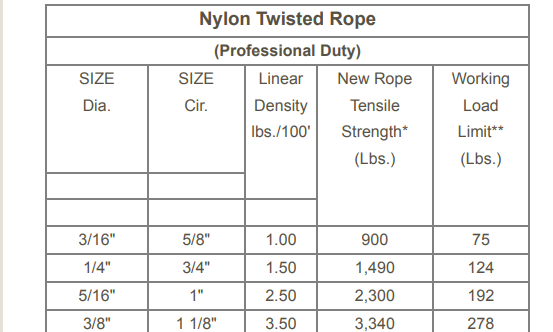 Nylon Twisted Rope
(Professional Duty)
SIZE SIZE Linear New Rope Working
Dia. Cir. Density Tensile Load
lbs./100' Strength* Limit**
(Lbs.) (Lbs.)
3/16" 5/8" 1.00 900 75
1/4" 3/4" 1.50 1,490 124
5/16" 1" 2.50 2,300 192
3/8" 1 1/8" 3.50 3,340 278